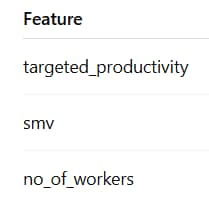 Feature
targeted_productivity
smv
no_of_workers